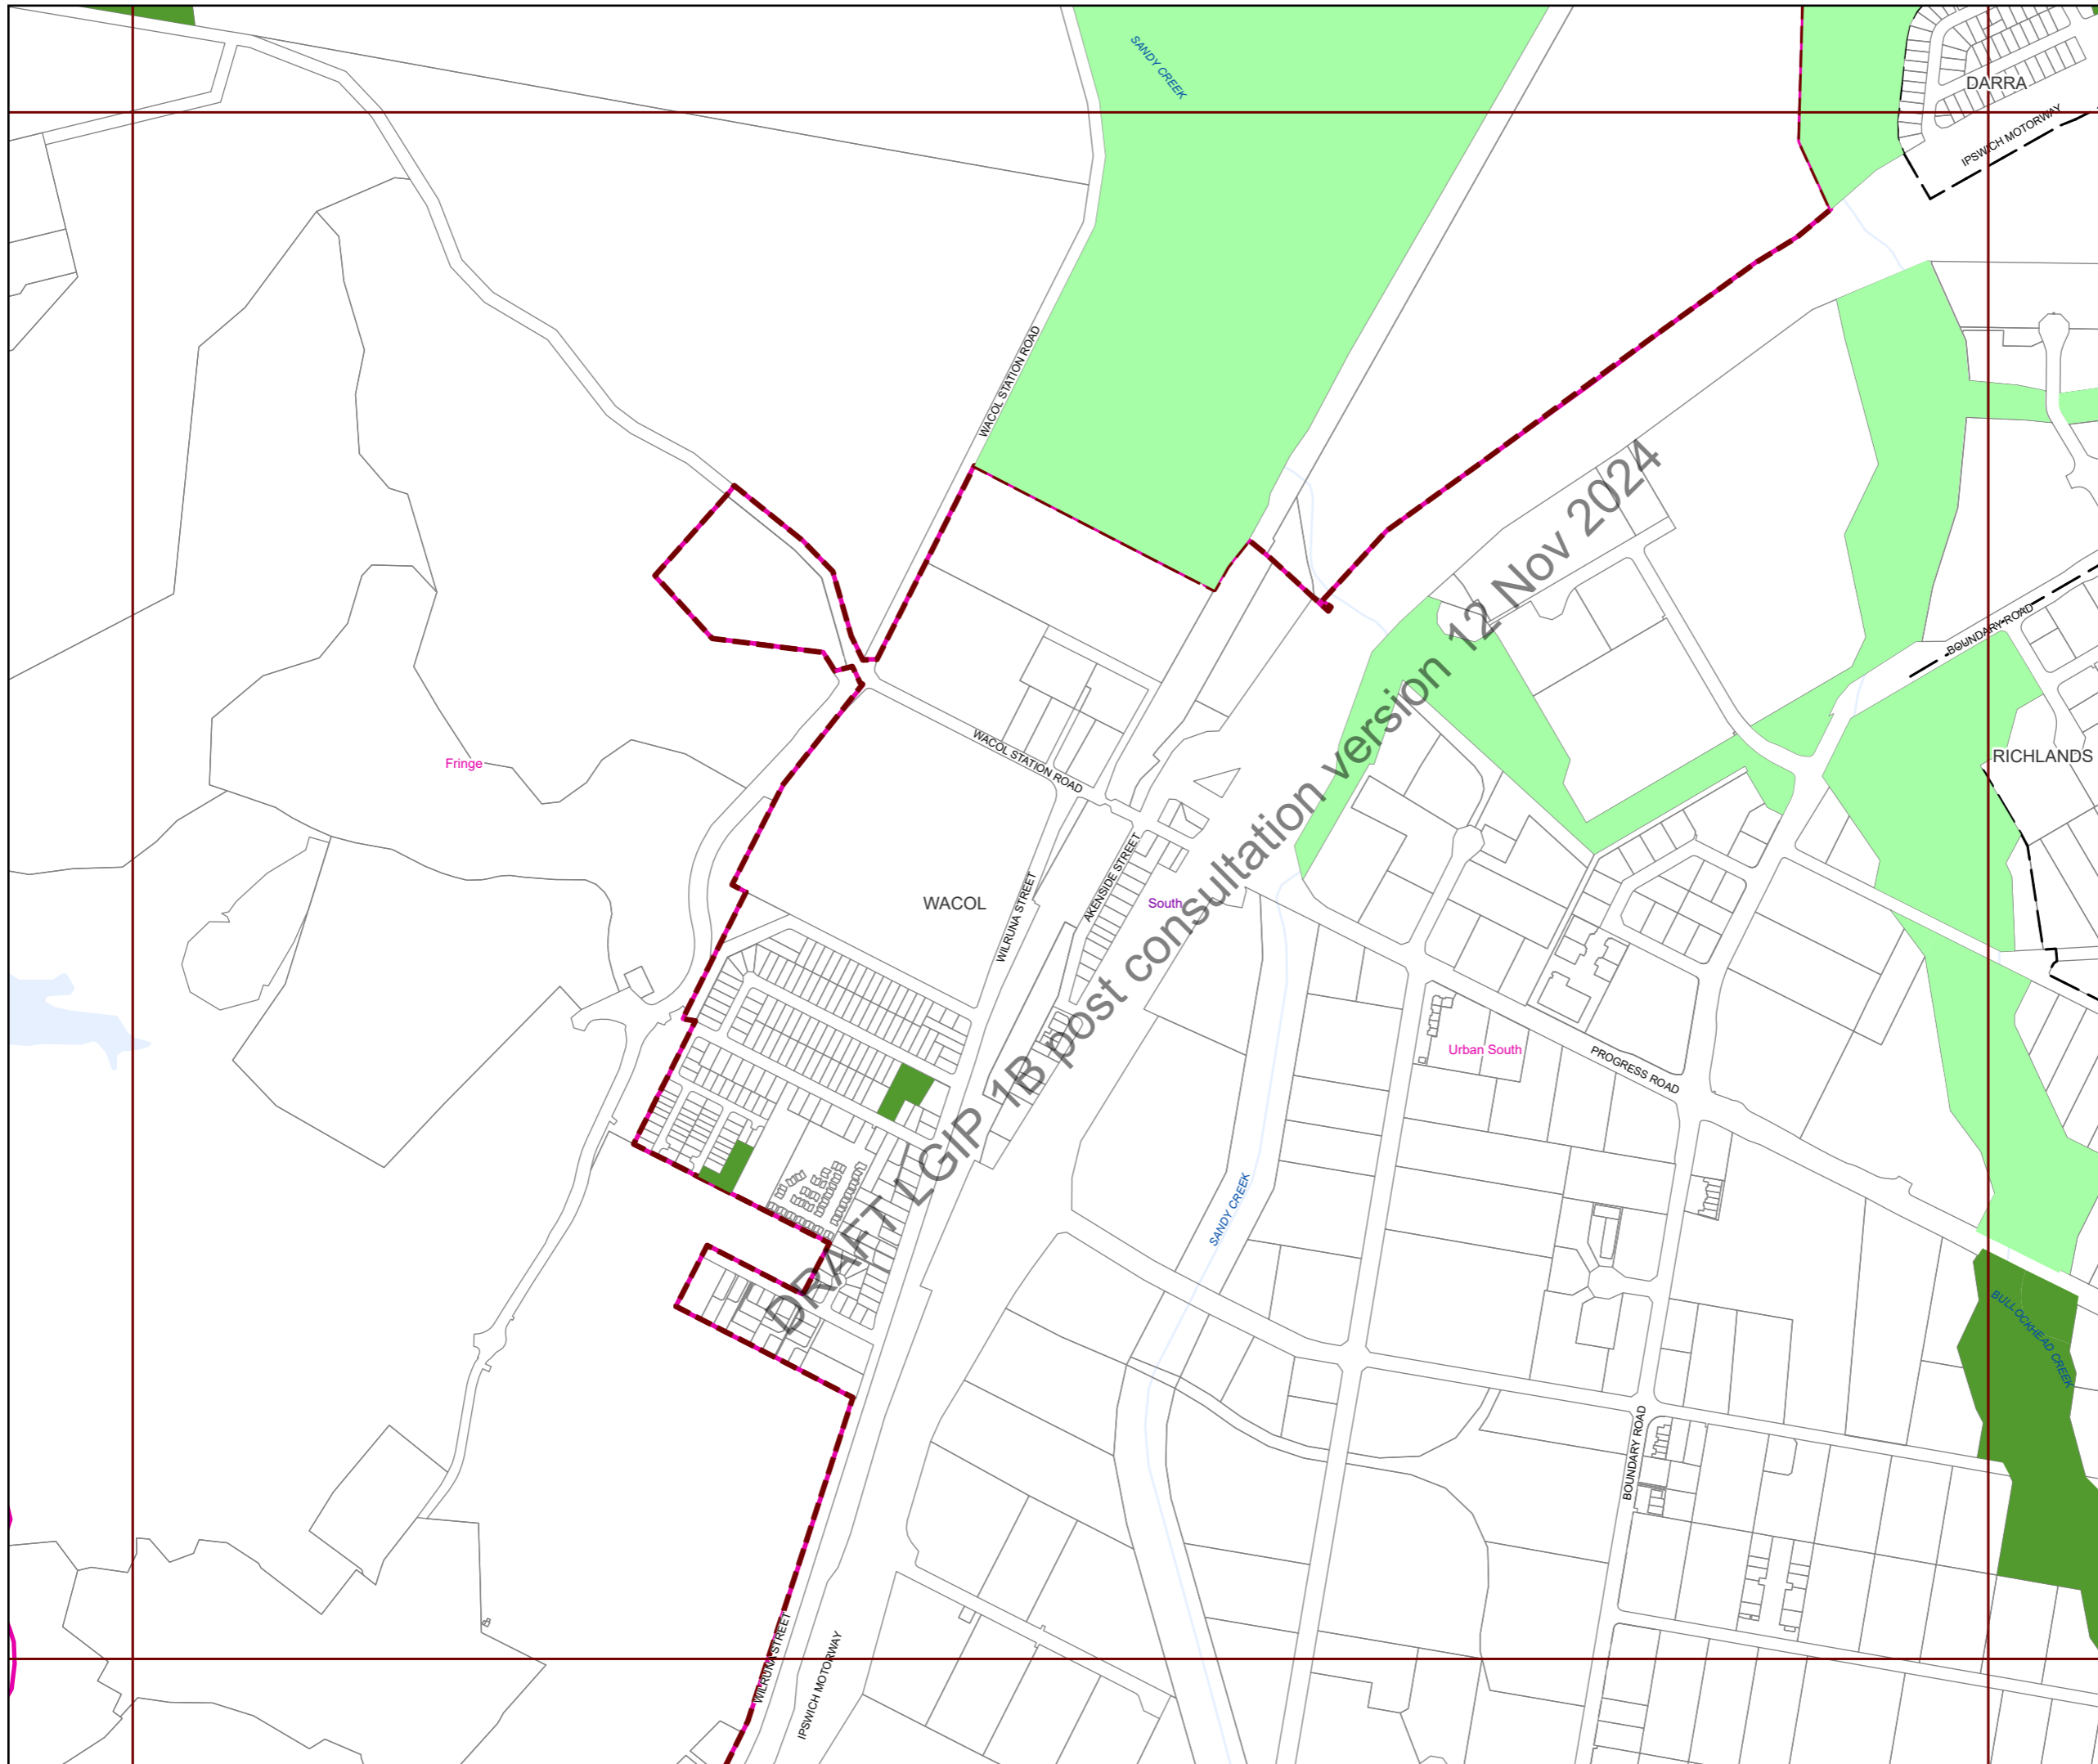 SANDY CREEK
DARRA
IPSWICH MOTORWAY
WACOL STATION ROAD
BOUNDARY ROAD
WACOL STATION ROAD
RICHLANDS
Fringe
AKENSIDE STREET
WILRUNA STREET
WACOL
South
DRAFT LGIP 1B post consultation version 12 Nov 2024
Urban South
PROGRESS ROAD
SANDY CREEK
BULLOCKHEAD CREEK
BOUNDARY ROAD
WILRUNA STREET
IPSWICH MOTORWAY